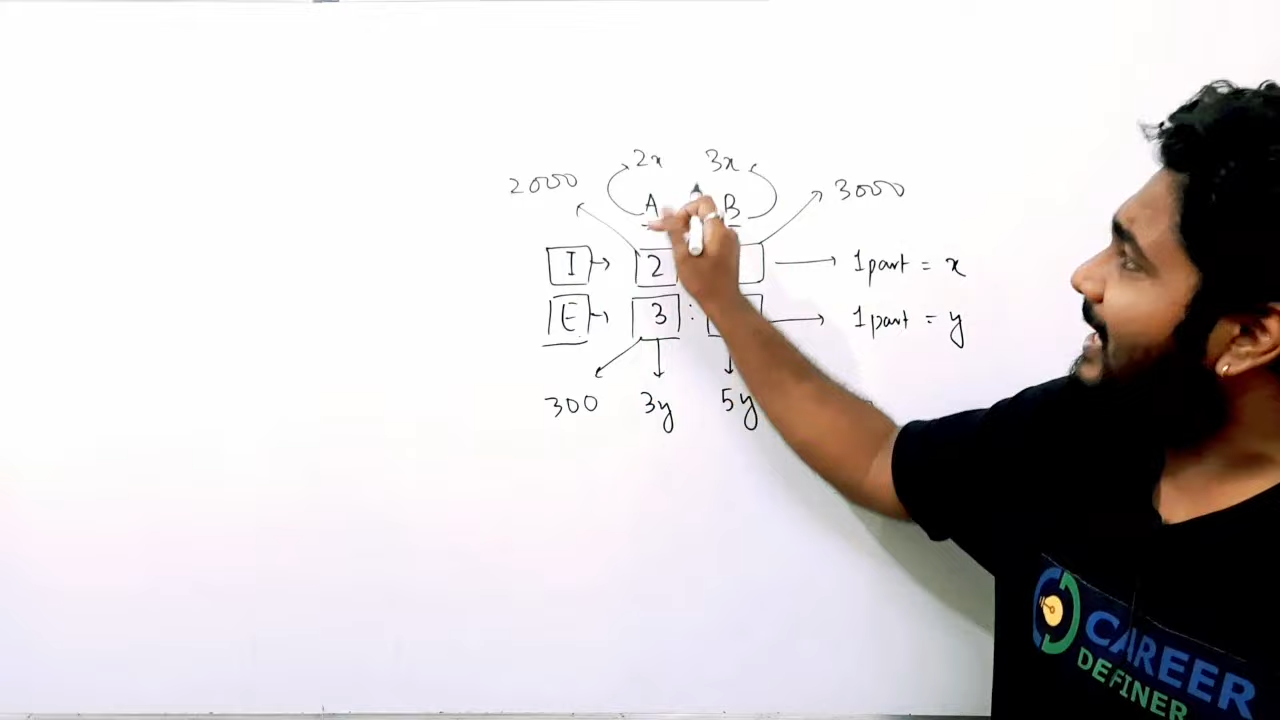 2x 3x
2000 3000
A B
I 2 1 part = x
E 3 : 1 part = y
300 3y 5y
CAREER
DEFINER